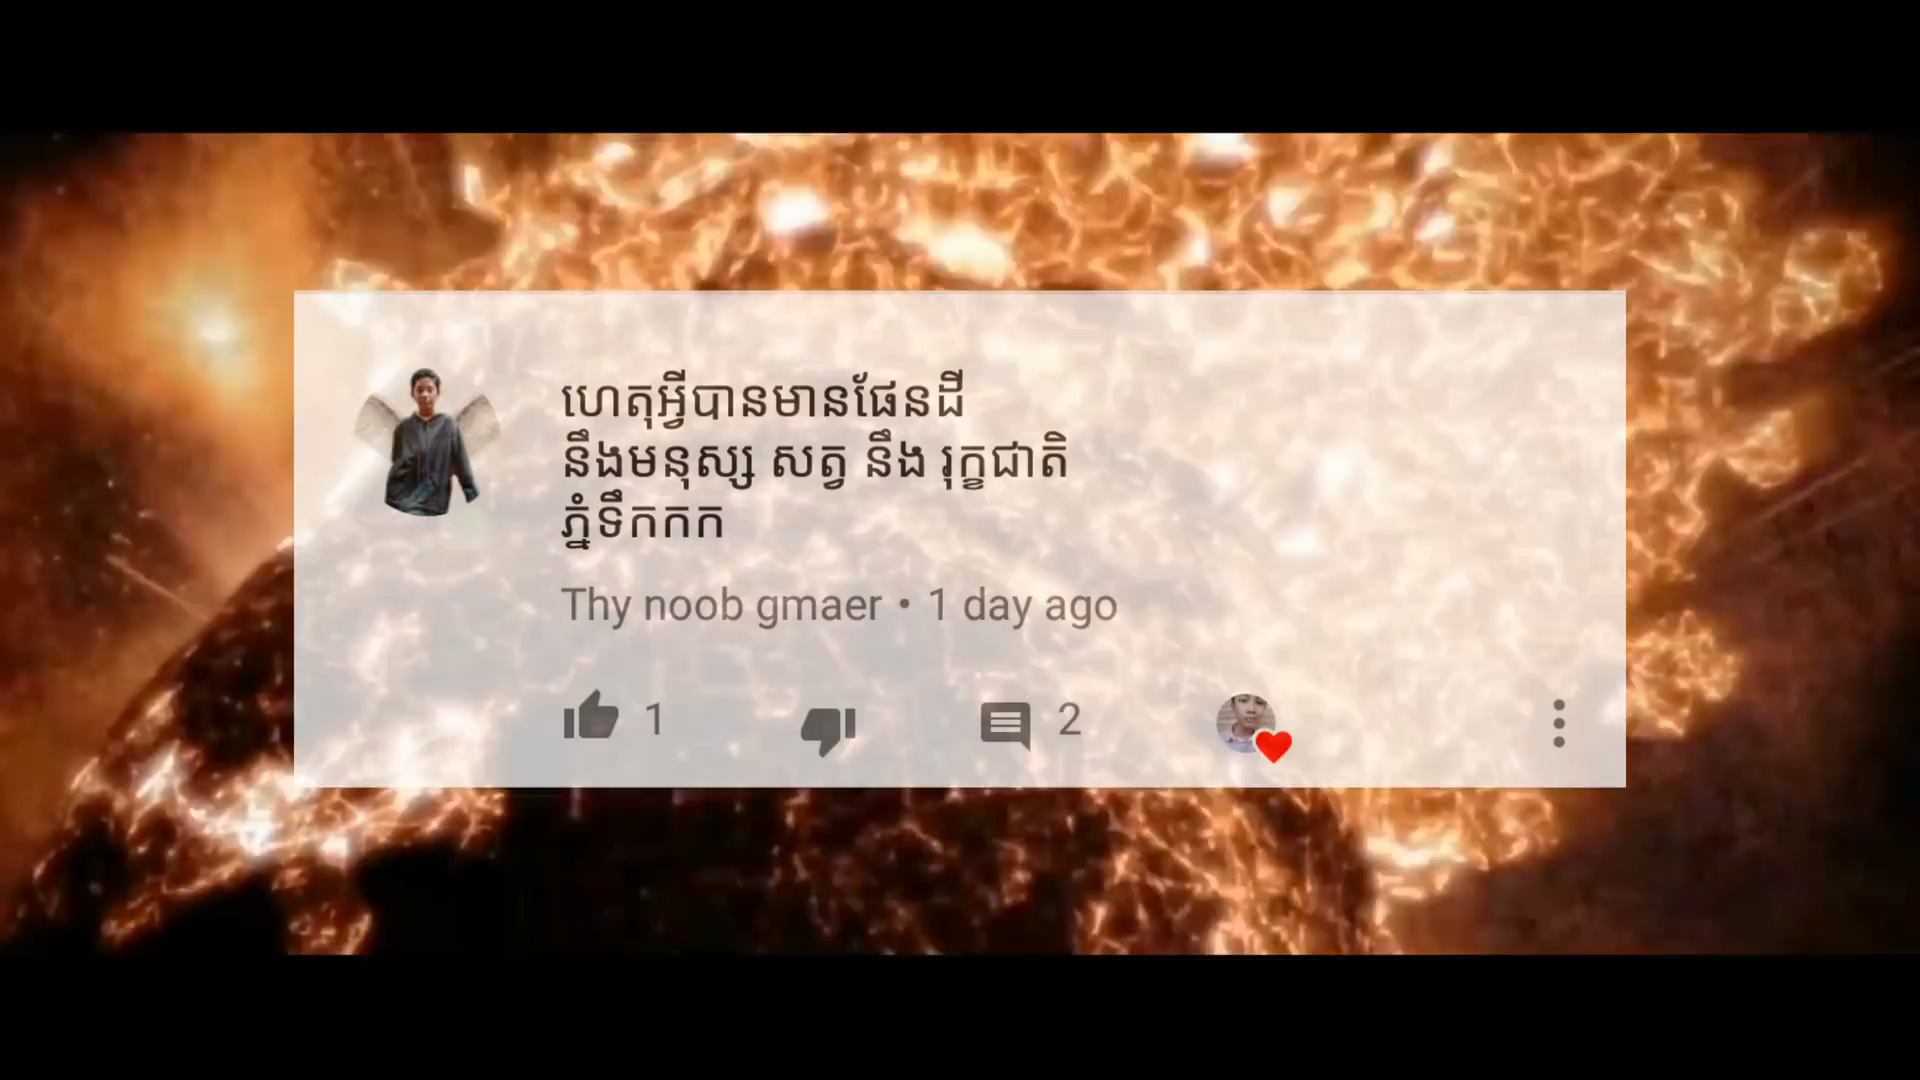 ហេតុអ្វីបានមានផែនដី
នឹងមនុស្ស សត្វ នឹង រុក្ខជាតិ
ភ្នំទឹកកក
Thy noob gmaer • 1 day ago
1 2